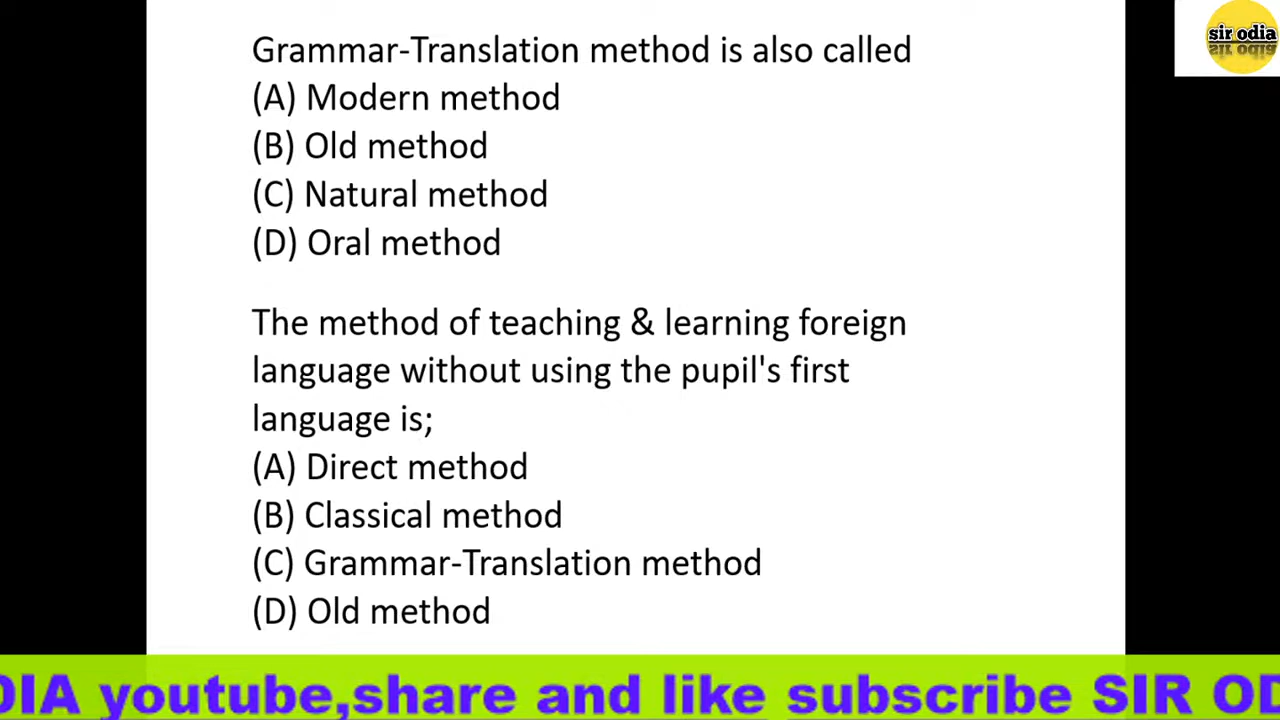 sir odia
Grammar-Translation method is also called
(A) Modern method
(B) Old method
(C) Natural method
(D) Oral method
The method of teaching & learning foreign
language without using the pupil's first
language is;
(A) Direct method
(B) Classical method
(C) Grammar-Translation method
(D) Old method
DIA youtube,share and like subscribe SIR OD